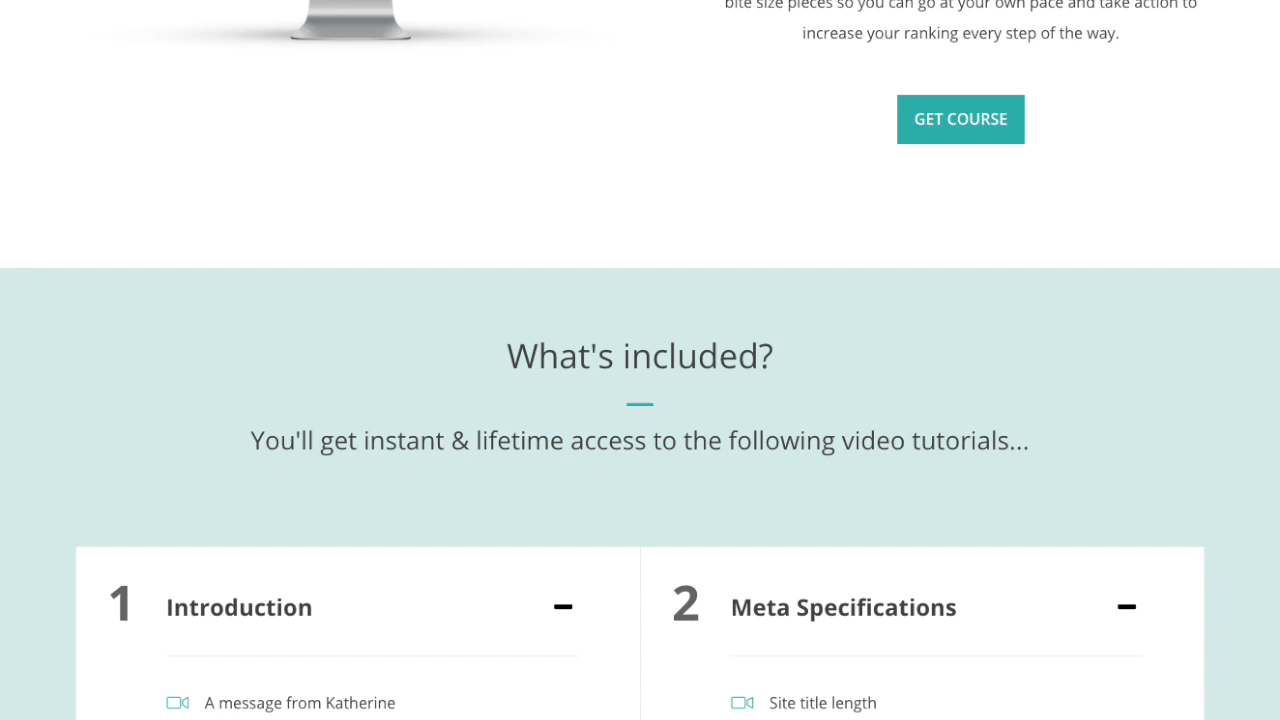 bite size pieces so you can go at your own pace and take action to
increase your ranking every step of the way.
GET COURSE
What's included?
You'll get instant & lifetime access to the following video tutorials...
1 Introduction
A message from Katherine
2 Meta Specifications
Site title length